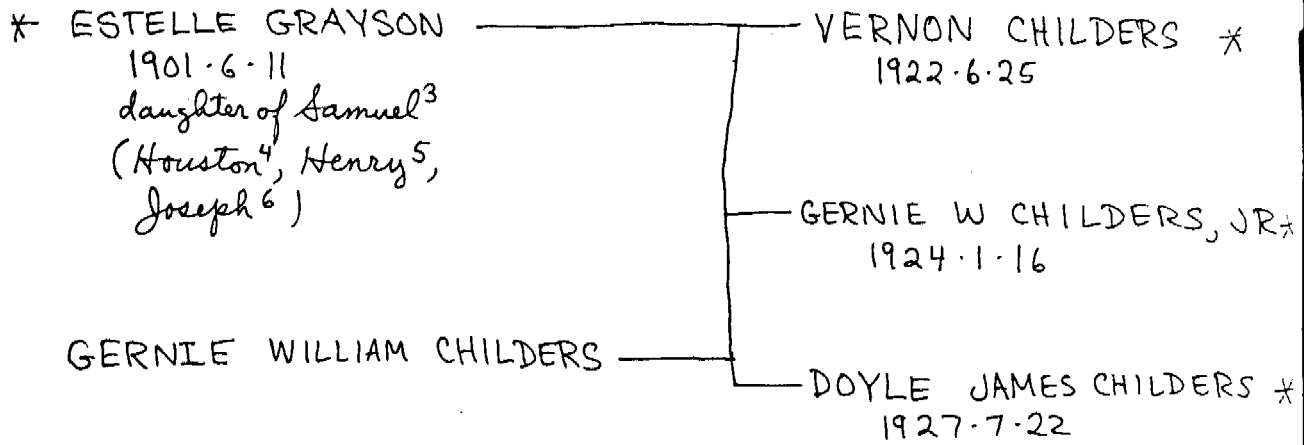 * ESTELLE GRAYSON
1901·6·11
daughter of Samuel³
(Houston⁴, Henry⁵,
Joseph⁶)
GERNIE WILLIAM CHILDERS
VERNON CHILDERS *
1922·6·25
GERNIE W CHILDERS, JR*
1924·1·16
DOYLE JAMES CHILDERS *
1927·7·22